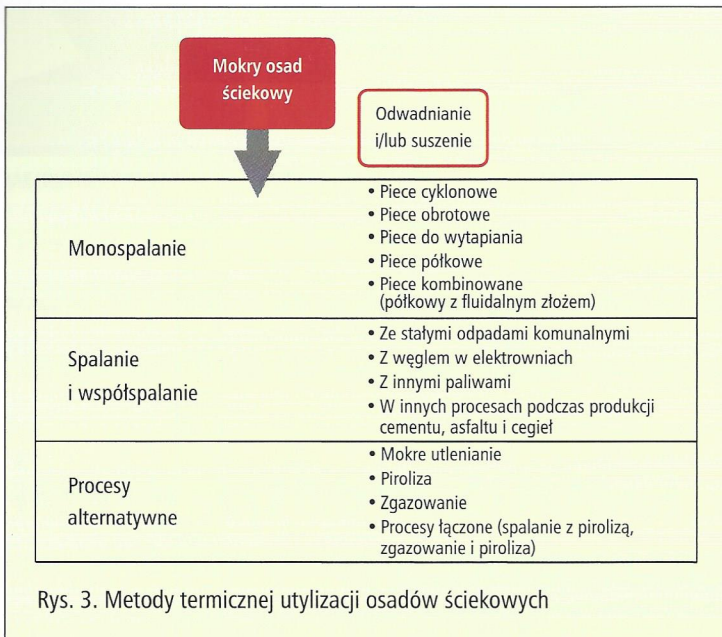 Mokry osad
ściekowy
Odwadnianie
i/lub suszenie
Monospalanie
• Piece cyklonowe
• Piece obrotowe
• Piece do wytapiania
• Piece półkowe
• Piece kombinowane
(półkowy z fluidalnym złożem)
Spalanie
i współspalanie
• Ze stałymi odpadami komunalnymi
• Z węglem w elektrowniach
• Z innymi paliwami
• W innych procesach podczas produkcji
cementu, asfaltu i cegieł
Procesy
alternatywne
• Mokre utlenianie
• Piroliza
• Zgazowanie
• Procesy łączone (spalanie z pirolizą,
zgazowanie i piroliza)
Rys. 3. Metody termicznej utylizacji osadów ściekowych